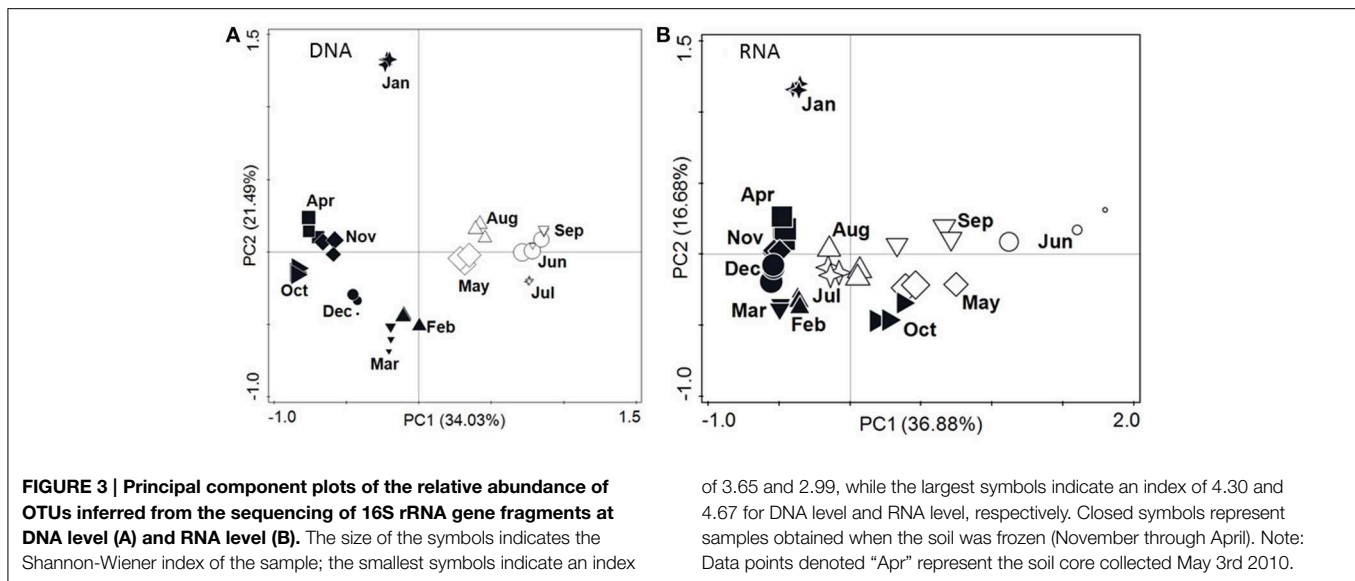 A
DNA
1.5
PC2 (21.49%)
-1.0
-1.0
PC1 (34.03%)
1.5
Jan
Apr
Nov
Oct
Dec
Mar
Feb
Aug
Sep
Jun
May
Jul
B
RNA
1.5
PC2 (16.68%)
-1.0
-1.0
PC1 (36.88%)
2.0
Jan
Apr
Nov
Dec
Mar
Feb
Jul
Aug
Sep
Jun
May
Oct
FIGURE 3 | Principal component plots of the relative abundance of
OTUs inferred from the sequencing of 16S rRNA gene fragments at
DNA level (A) and RNA level (B). The size of the symbols indicates the
Shannon-Wiener index of the sample; the smallest symbols indicate an index
of 3.65 and 2.99, while the largest symbols indicate an index of 4.30 and
4.67 for DNA level and RNA level, respectively. Closed symbols represent
samples obtained when the soil was frozen (November through April). Note:
Data points denoted “Apr” represent the soil core collected May 3rd 2010.